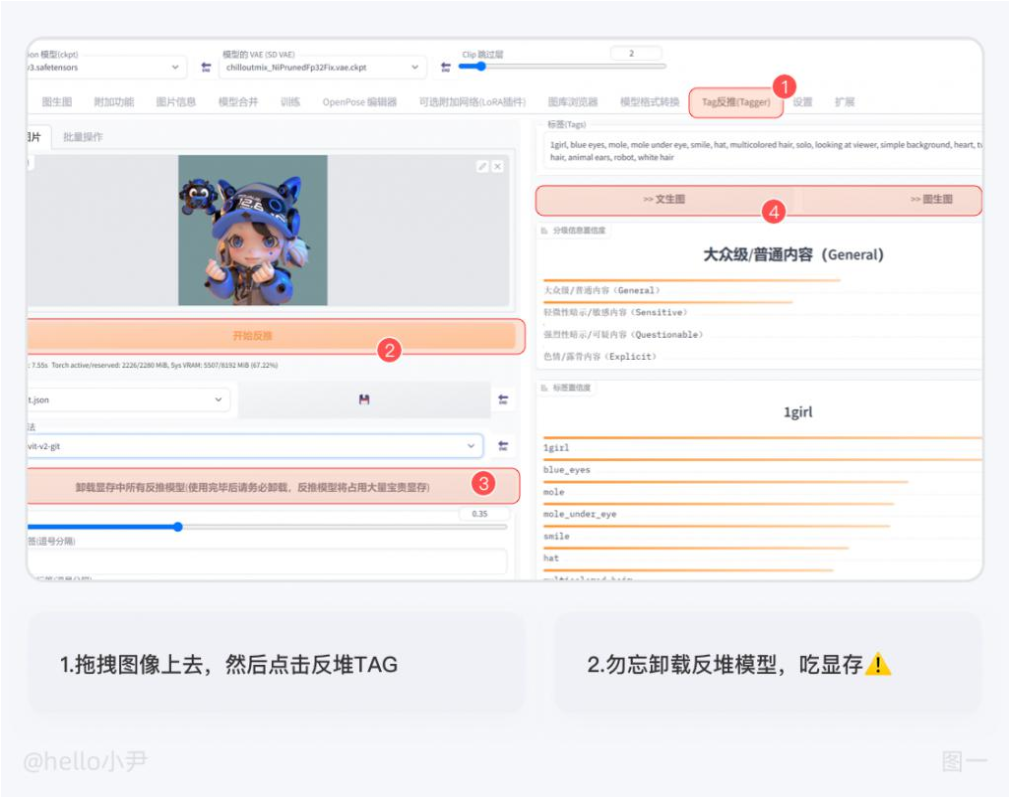 ion 模型(ckpt)
模型的 VAE (SD VAE)
Clip 跳过层
2
v3.safetensors
chilloutmix_NiPrunedFp32Fix.vae.ckpt
图生图 附加功能 图片信息 模型合并 训练 OpenPose 编辑器 可选附加网络(LoRA插件) 图库浏览器 模型格式转换 Tag反推(Tagger) 设置 扩展
1
图片 批量操作
标签(Tags)
1girl, blue eyes, mole, mole under eye, smile, hat, multicolored hair, solo, looking at viewer, simple background, heart, tw
hair, animal ears, robot, white hair
>> 文生图
>> 图生图
4
分级信息置信度
大众级/普通内容（General）
大众级/普通内容（General）
轻微性暗示/敏感内容（Sensitive）
强烈性暗示/可疑内容（Questionable）
色情/露骨内容（Explicit）
开始反推
2
: 7.55s Torch active/reserved: 2226/2280 MiB, Sys VRAM: 5507/8192 MiB (67.22%)
t.json
法
vit-v2-git
卸载显存中所有反推模型(使用完毕后请务必卸载，反推模型将占用大量宝贵显存)
3
0.35
签(逗号分隔)
标签置信度
1girl
1girl
blue_eyes
mole
mole_under_eye
smile
hat
multicolored_hair
1.拖拽图像上去，然后点击反堆TAG
2.勿忘卸载反堆模型，吃显存⚠️
@hello小尹
图一